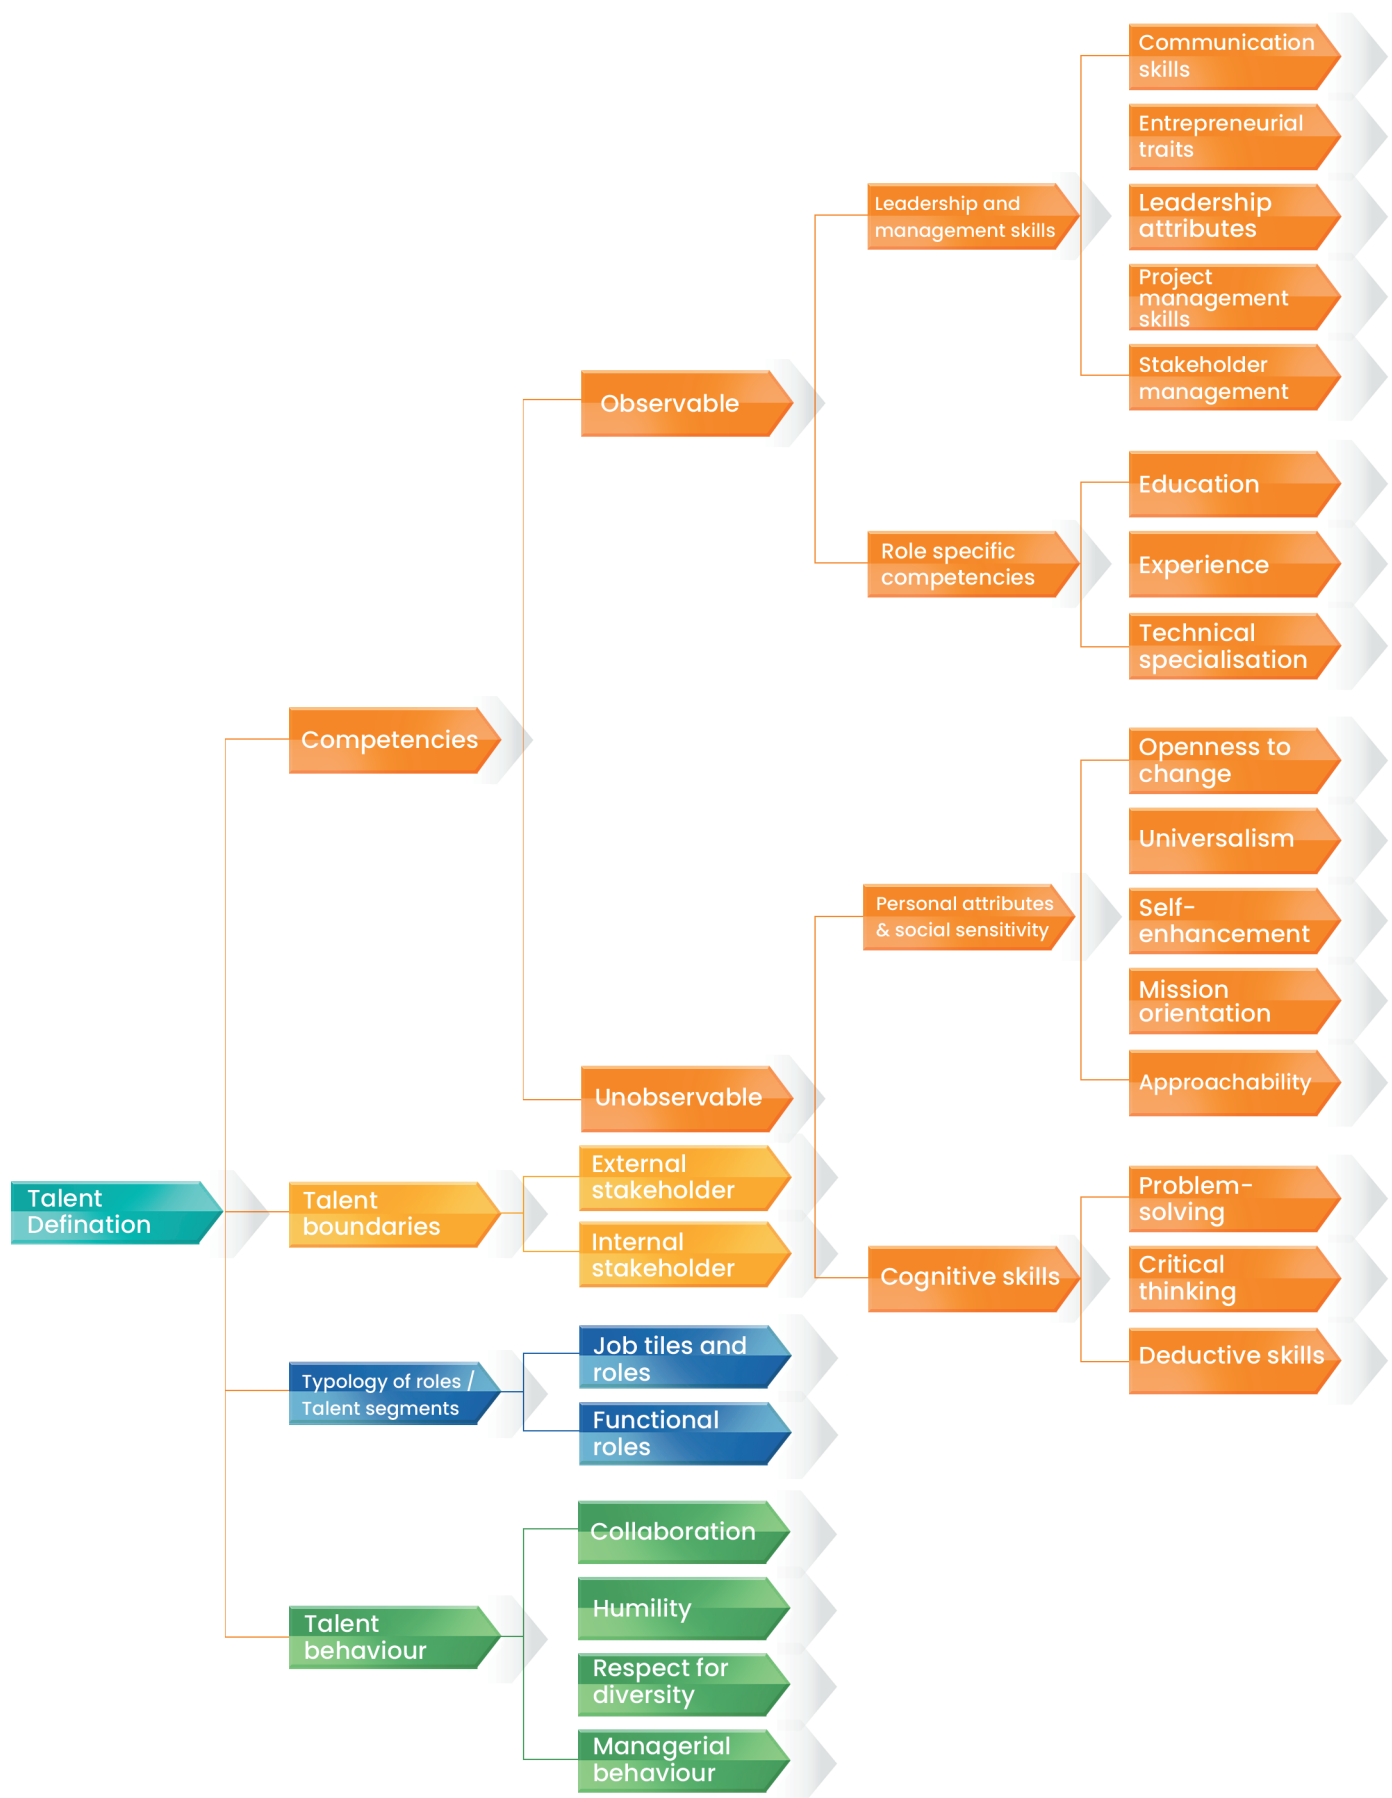 Communication
skills
Entrepreneurial
traits
Leadership
attributes
Project
management
skills
Stakeholder
management
Leadership and
management skills
Observable
Education
Experience
Technical
specialisation
Role specific
competencies
Competencies
Openness to
change
Universalism
Self-
enhancement
Mission
orientation
Approachability
Personal attributes
& social sensitivity
Unobservable
Problem-
solving
Critical
thinking
Deductive skills
Cognitive skills
Talent
Defination
Talent
boundaries
External
stakeholder
Internal
stakeholder
Typology of roles /
Talent segments
Job tiles and
roles
Functional
roles
Talent
behaviour
Collaboration
Humility
Respect for
diversity
Managerial
behaviour